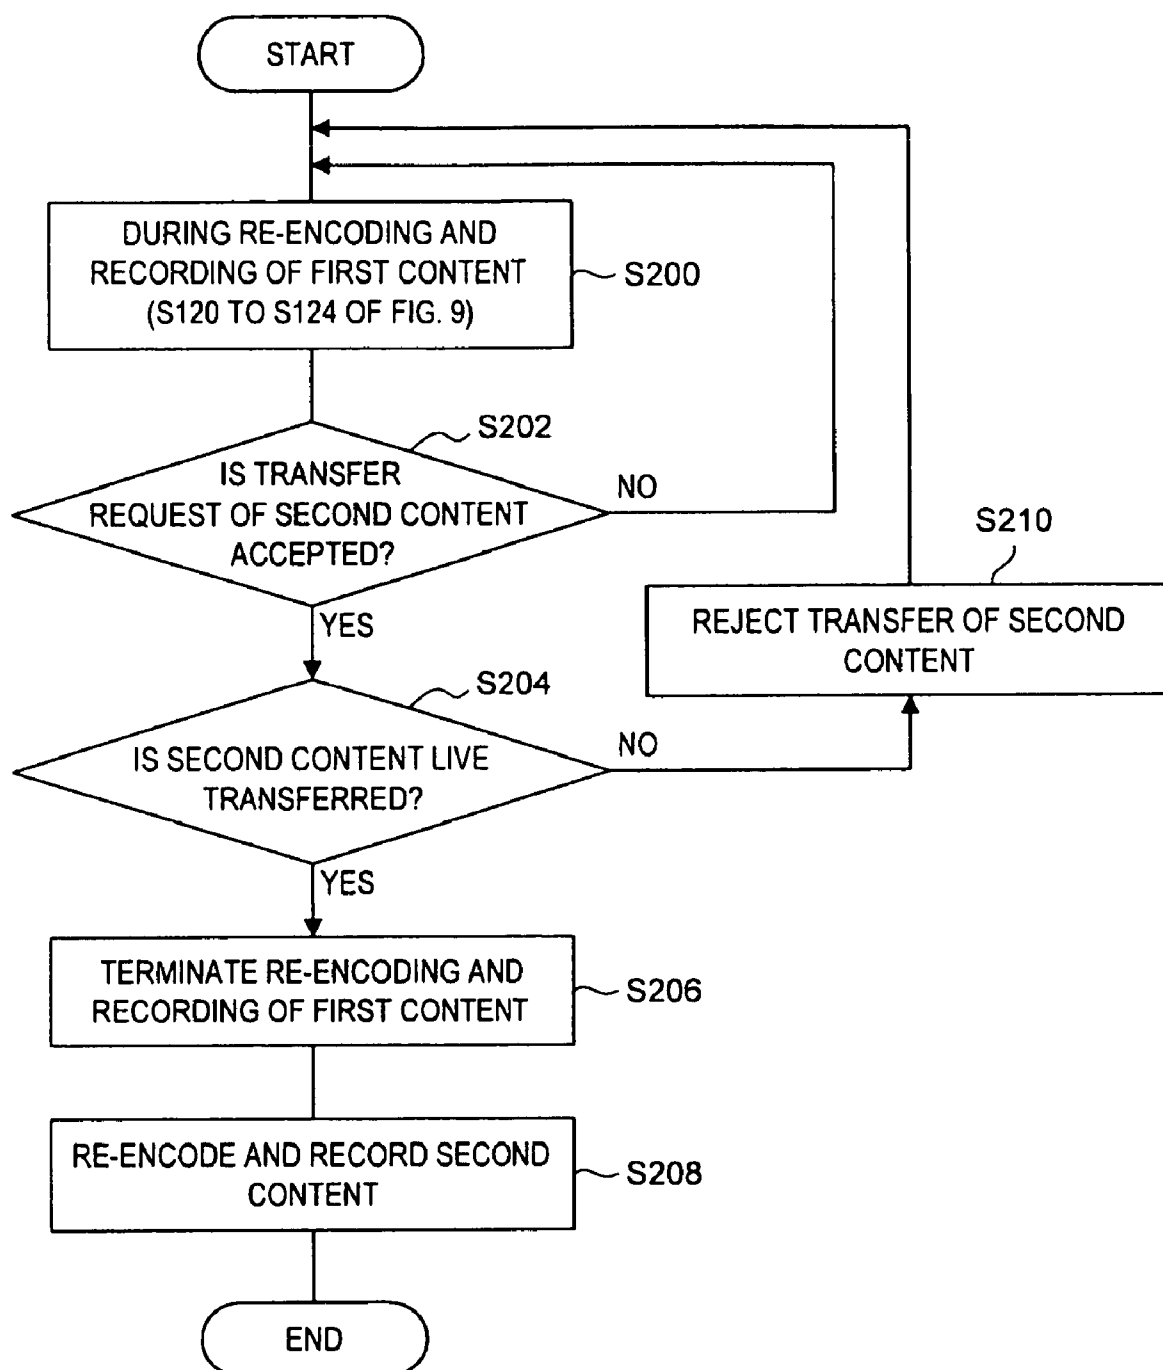 START
DURING RE-ENCODING AND
RECORDING OF FIRST CONTENT
(S120 TO S124 OF FIG. 9)
S200
S202
IS TRANSFER
REQUEST OF SECOND CONTENT
ACCEPTED?
NO
YES
S210
REJECT TRANSFER OF SECOND
CONTENT
S204
IS SECOND CONTENT LIVE
TRANSFERRED?
NO
YES
TERMINATE RE-ENCODING AND
RECORDING OF FIRST CONTENT
S206
RE-ENCODE AND RECORD SECOND
CONTENT
S208
END